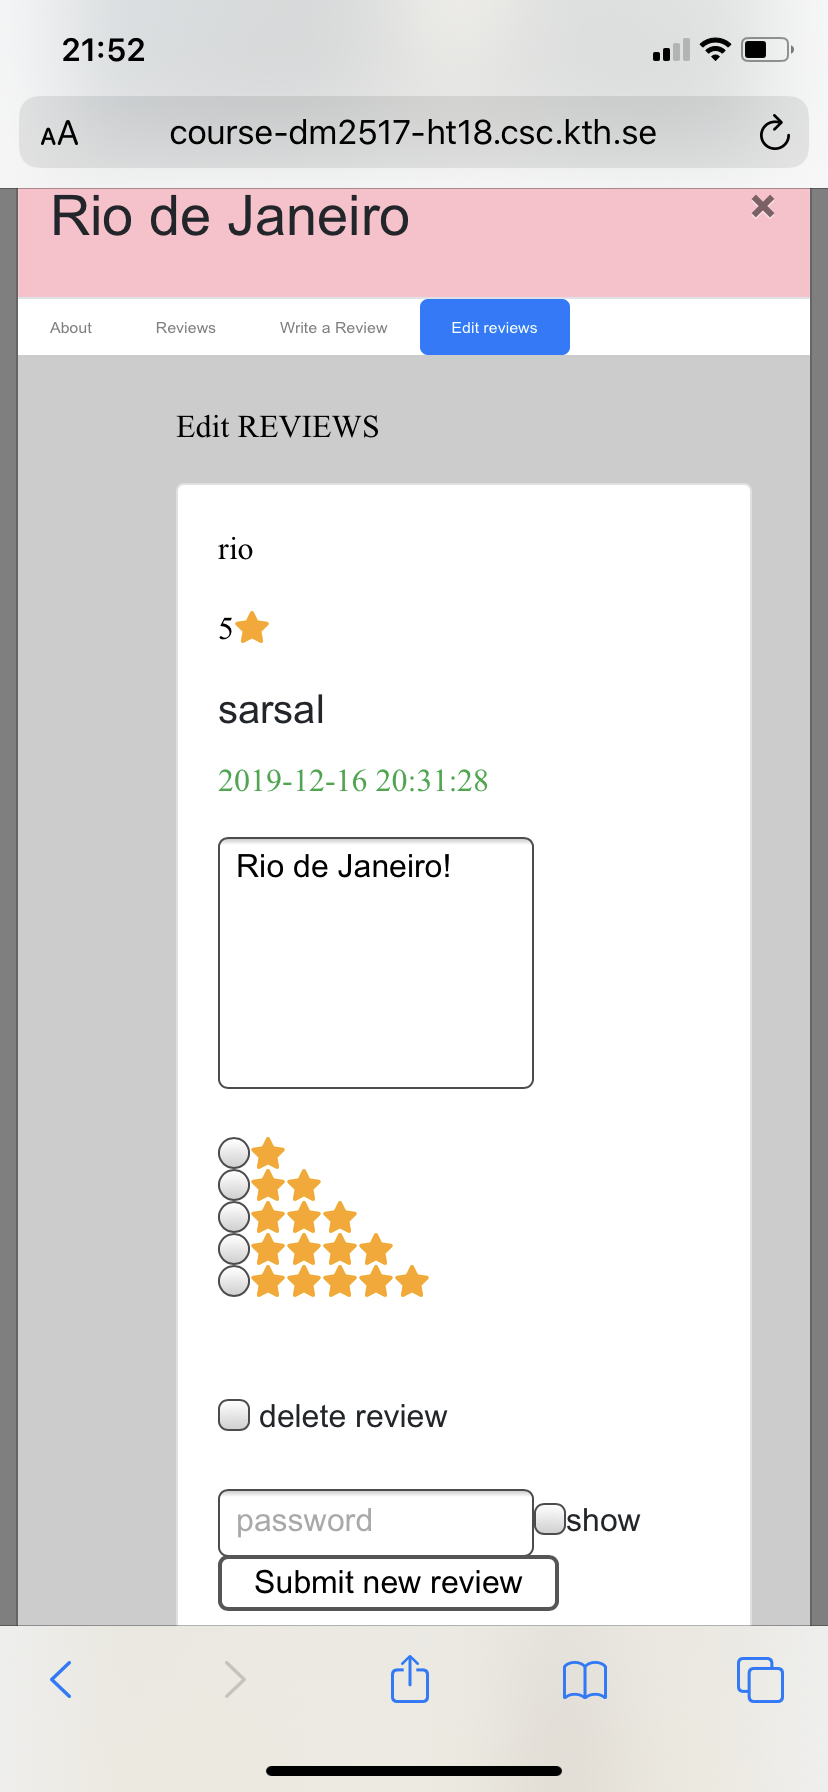 21:52
AA course-dm2517-ht18.csc.kth.se
Rio de Janeiro ×
About Reviews Write a Review Edit reviews
Edit REVIEWS
rio
5
sarsal
2019-12-16 20:31:28
Rio de Janeiro!
delete review
password show
Submit new review